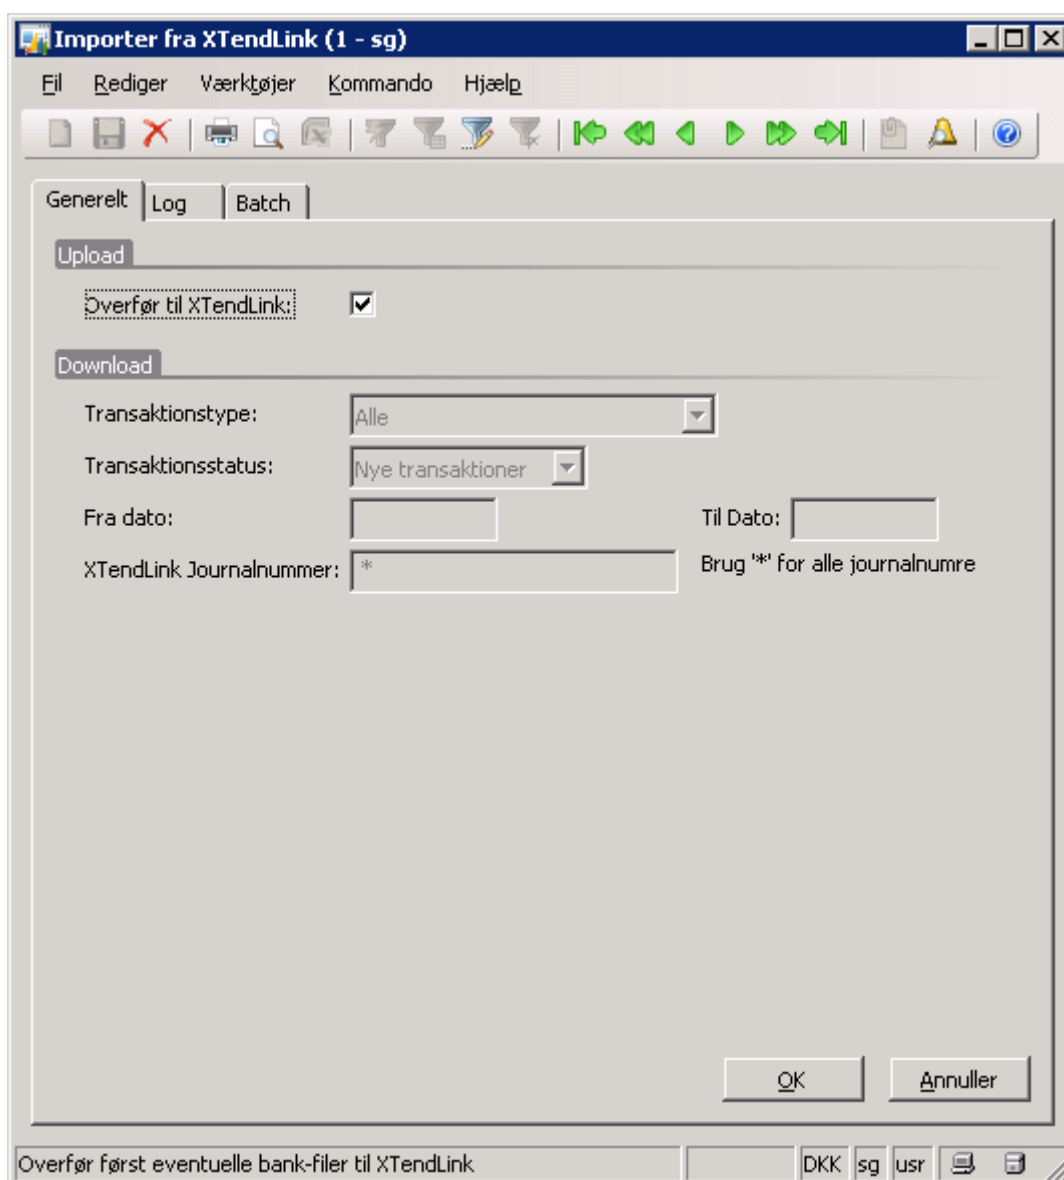 Importer fra XTendLink (1 - sg)
Fil Rediger Værktøjer Kommando Hjælp
Generelt Log Batch
Upload
Overfør til XTendLink:
Download
Transaktionstype: Alle
Transaktionsstatus: Nye transaktioner
Fra dato: Til Dato:
XTendLink Journalnummer: * Brug '*' for alle journalnumre
OK Annuller
Overfør først eventuelle bank-filer til XTendLink DKK sg usr